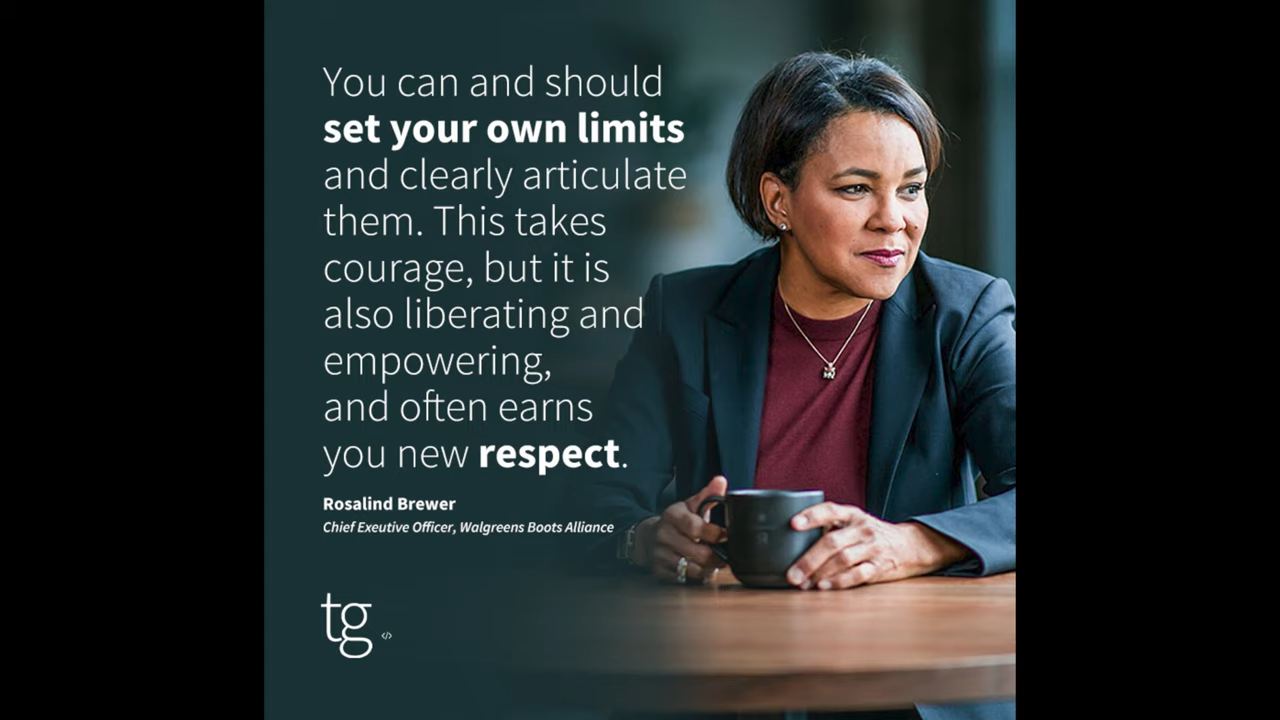 You can and should
set your own limits
and clearly articulate
them. This takes
courage, but it is
also liberating and
empowering,
and often earns
you new respect.
Rosalind Brewer
Chief Exeutive Officer, Walgreens Boots Alliance
tg </>